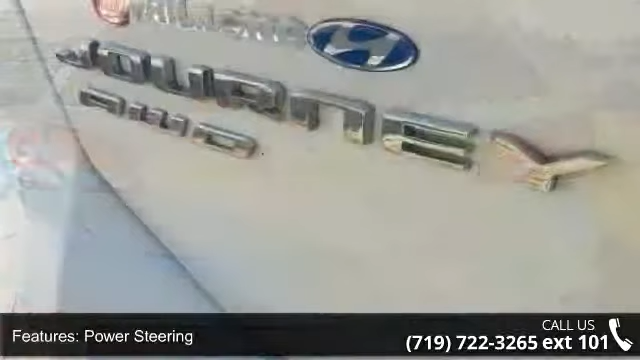 JOURNEY
AWD
Features: Power Steering
CALL US
(719) 722-3265 ext 101